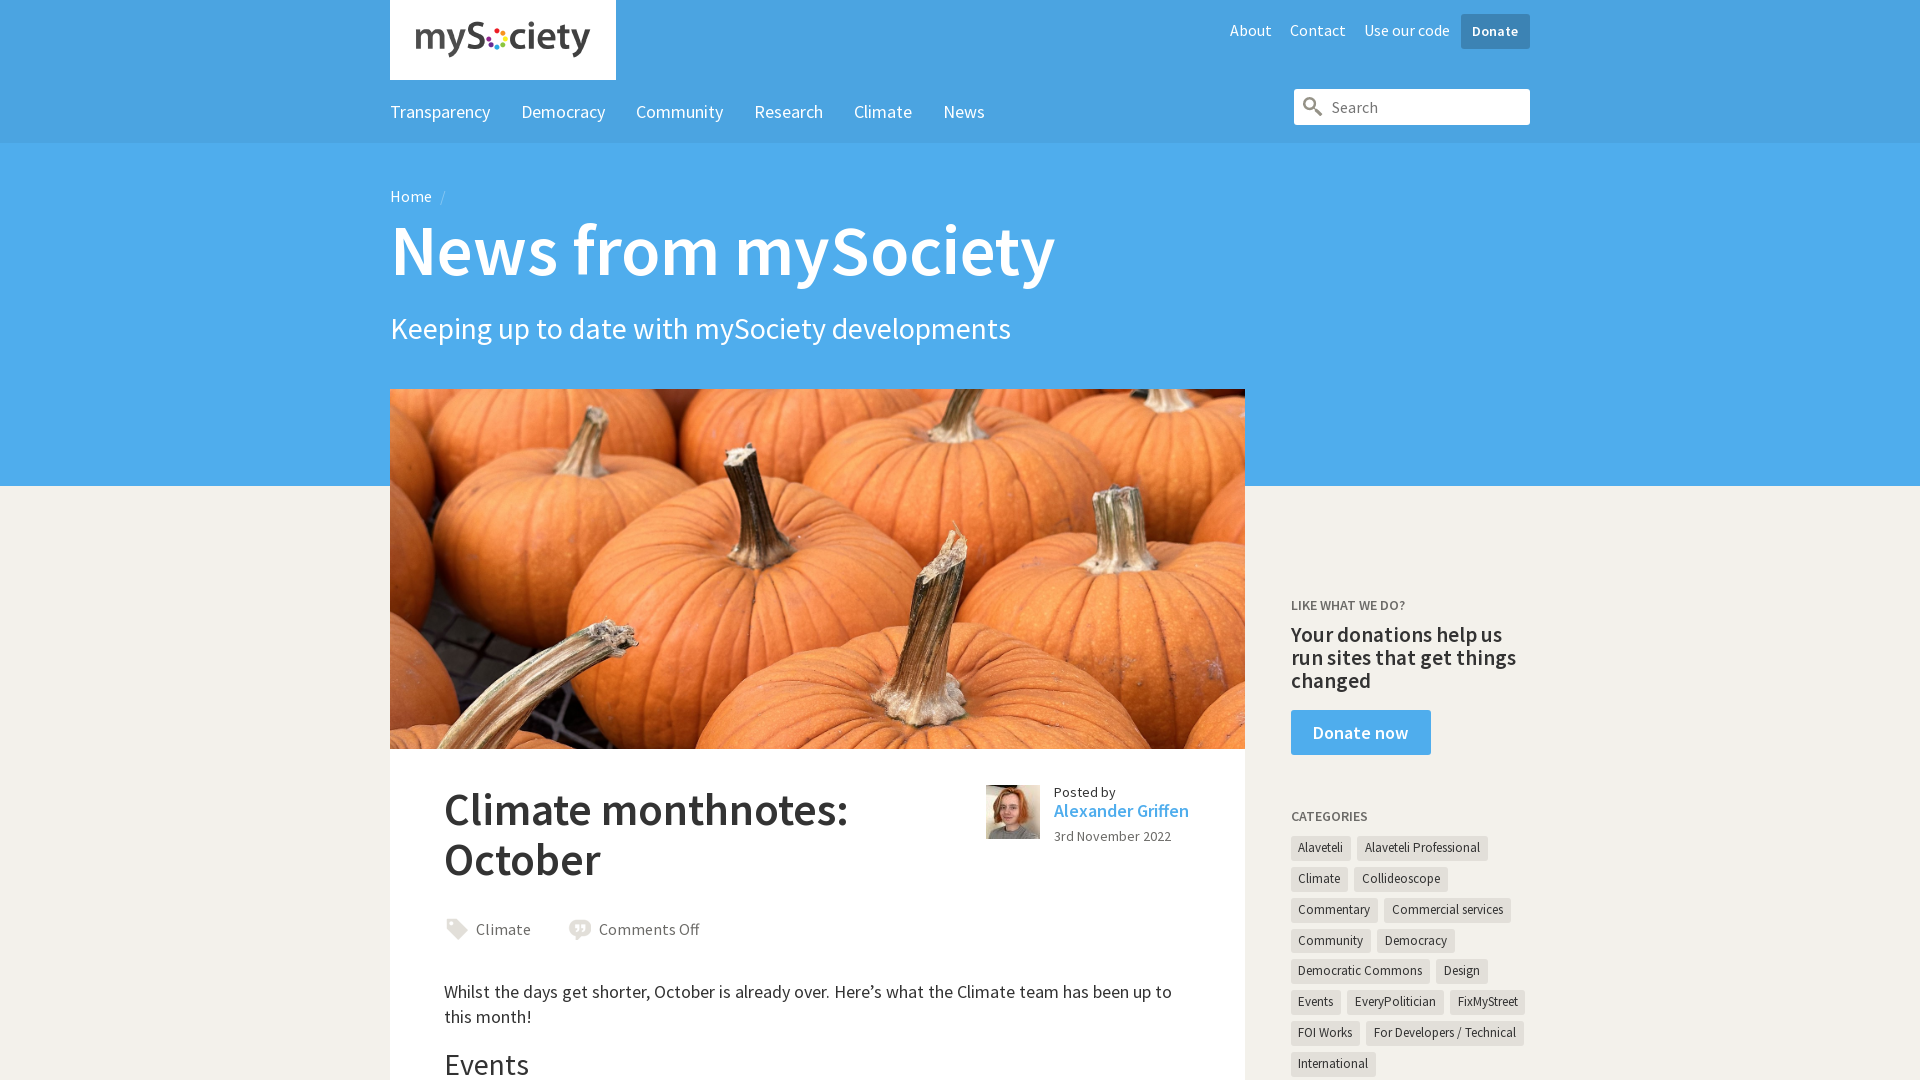 mySociety
About Contact Use our code Donate
Transparency Democracy Community Research Climate News
Search
Home /
News from mySociety
Keeping up to date with mySociety developments
Climate monthnotes:
October
Posted by
Alexander Griffen
3rd November 2022
Climate Comments Off
Whilst the days get shorter, October is already over. Here’s what the Climate team has been up to
this month!
Events
LIKE WHAT WE DO?
Your donations help us
run sites that get things
changed
Donate now
CATEGORIES
Alaveteli Alaveteli Professional
Climate Collideoscope
Commentary Commercial services
Community Democracy
Democratic Commons Design
Events EveryPolitician FixMyStreet
FOI Works For Developers / Technical
International